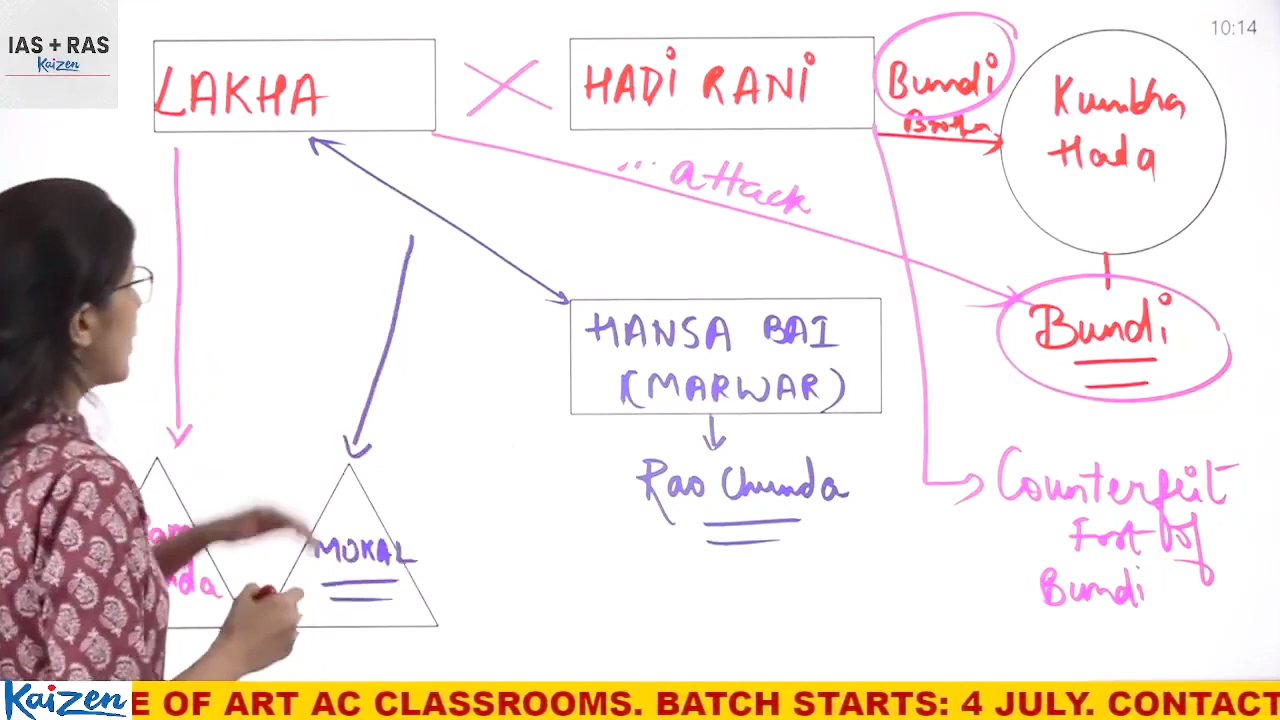 10:14
IAS + RAS
Kaizen
LAKHA
HADI RANI
Bundi
Kumbha
Hada
... attack
HANSA BAI
(MARWAR)
Bundi
Rao Chunda
Counterfeit
Fort of
Bundi
MOKAL
Kaizen
E OF ART AC CLASSROOMS. BATCH STARTS: 4 JULY. CONTACT